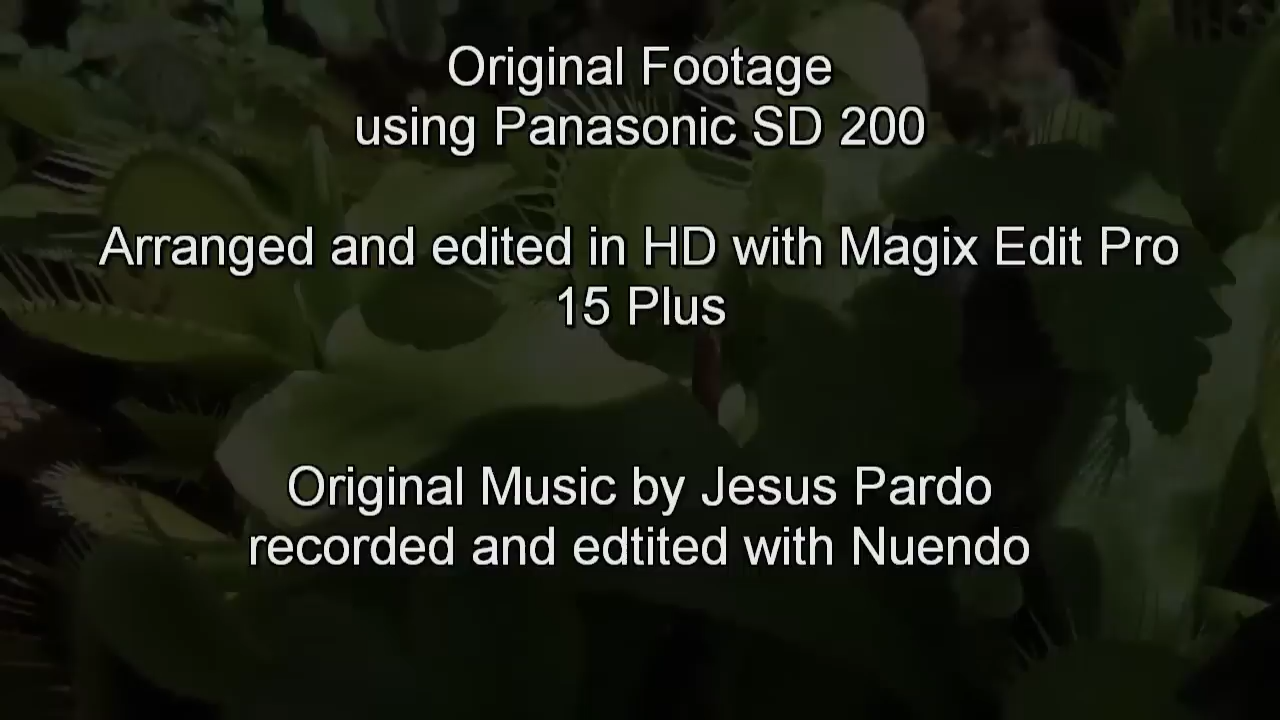 Original Footage
using Panasonic SD 200
Arranged and edited in HD with Magix Edit Pro
15 Plus
Original Music by Jesus Pardo
recorded and edtited with Nuendo